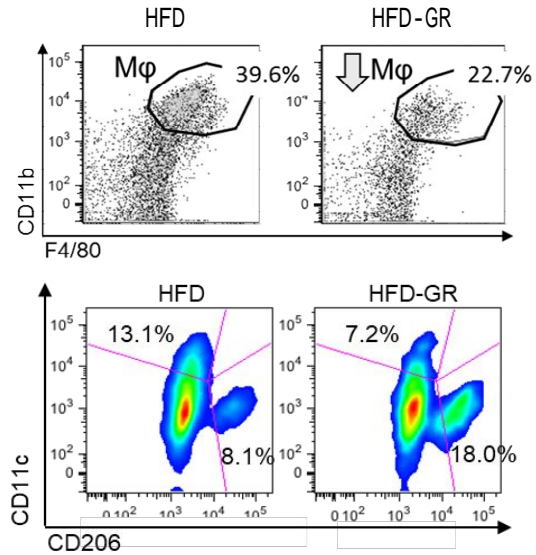 HFD HFD-GR
Mφ 39.6% Mφ 22.7%
10⁵
10⁴ 10⁴
10³ 10³
10² 10²
0 0
CD11b
F4/80
HFD HFD-GR
13.1% 7.2%
10⁵ 10⁵
10⁴ 10⁴
10³ 10³
10² 10²
0 0
8.1% 18.0%
0 10² 10³ 10⁴ 10⁵ 0 10² 10³ 10⁴ 10⁵
CD11c
CD206